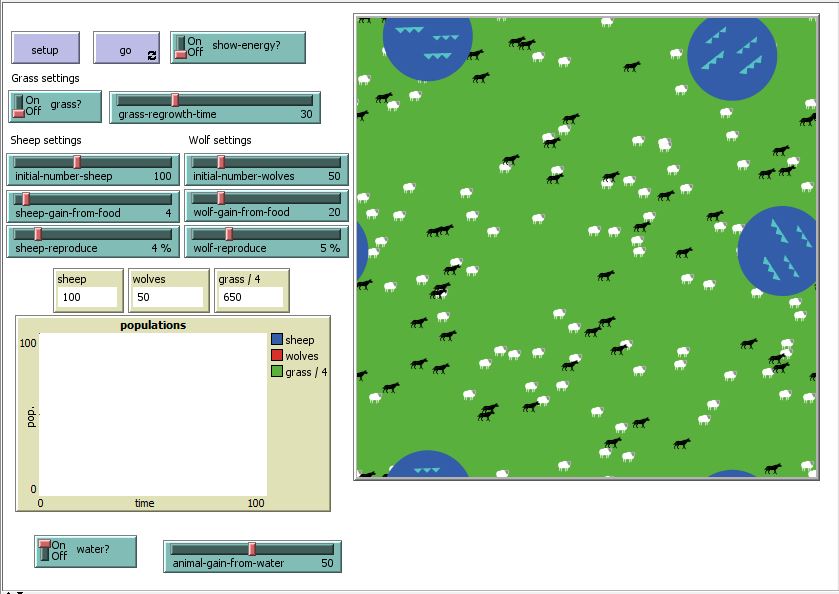 setup
go
On
Off
show-energy?
Grass settings
On
Off
grass?
grass-regrowth-time 30
Sheep settings
Wolf settings
initial-number-sheep 100
initial-number-wolves 50
sheep-gain-from-food 4
wolf-gain-from-food 20
sheep-reproduce 4 %
wolf-reproduce 5 %
sheep
100
wolves
50
grass / 4
650
populations
100
pop.
0
0
time
100
sheep
wolves
grass / 4
On
Off
water?
animal-gain-from-water 50